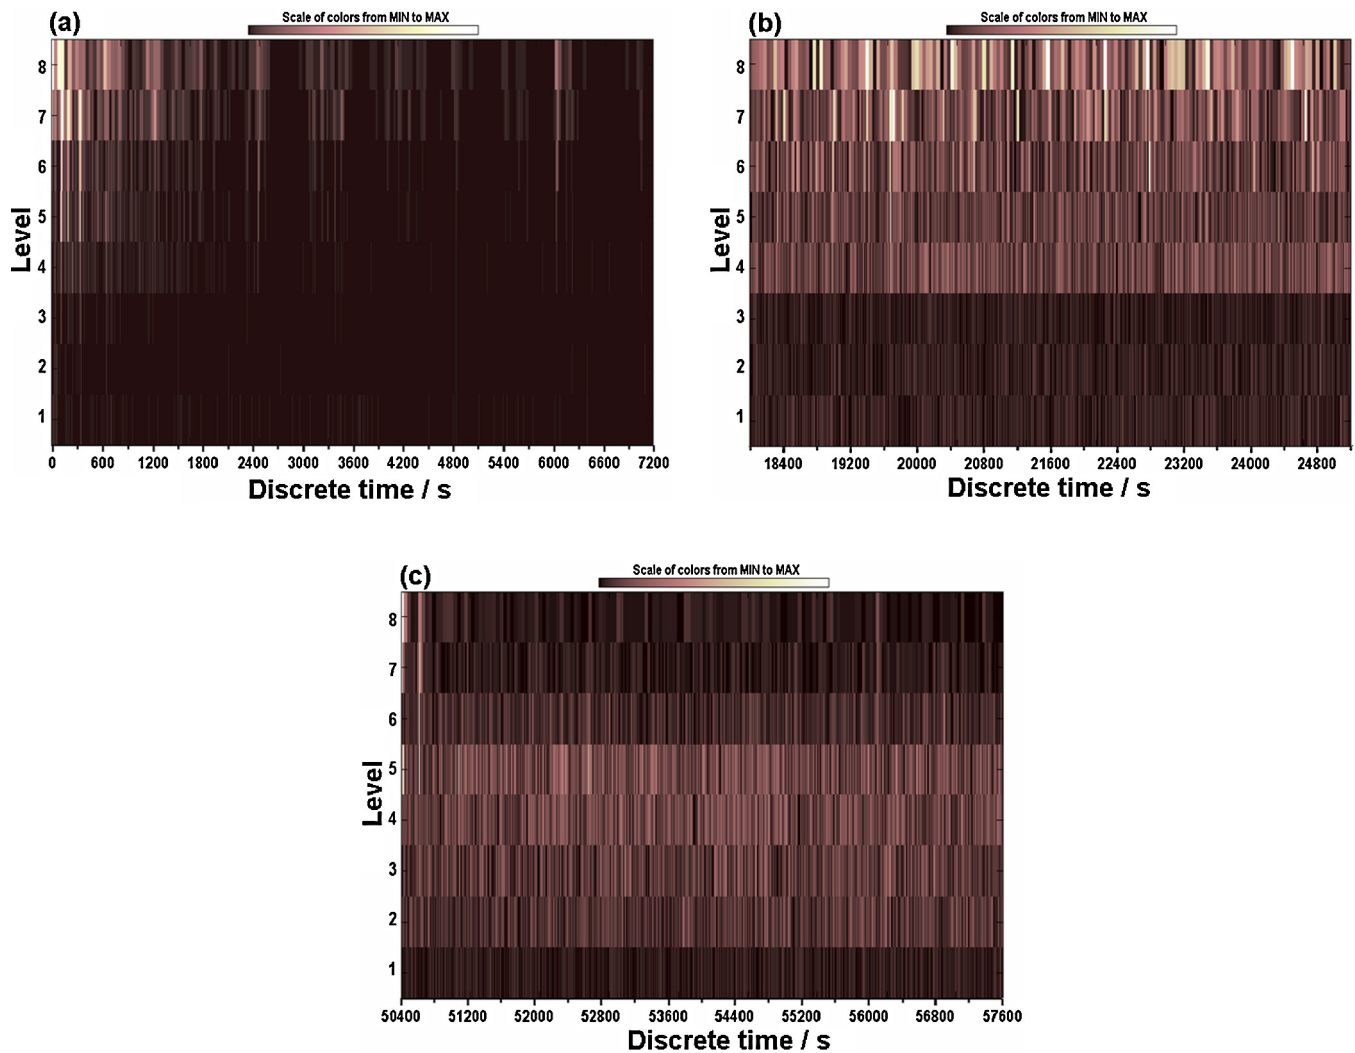 (a)
Scale of colors from MIN to MAX
8
7
6
5
4
3
2
1
Level
0 600 1200 1800 2400 3000 3600 4200 4800 5400 6000 6600 7200
Discrete time / s
(b)
Scale of colors from MIN to MAX
8
7
6
5
4
3
2
1
Level
18400 19200 20000 20800 21600 22400 23200 24000 24800
Discrete time / s
(c)
Scale of colors from MIN to MAX
8
7
6
5
4
3
2
1
Level
50400 51200 52000 52800 53600 54400 55200 56000 56800 57600
Discrete time / s